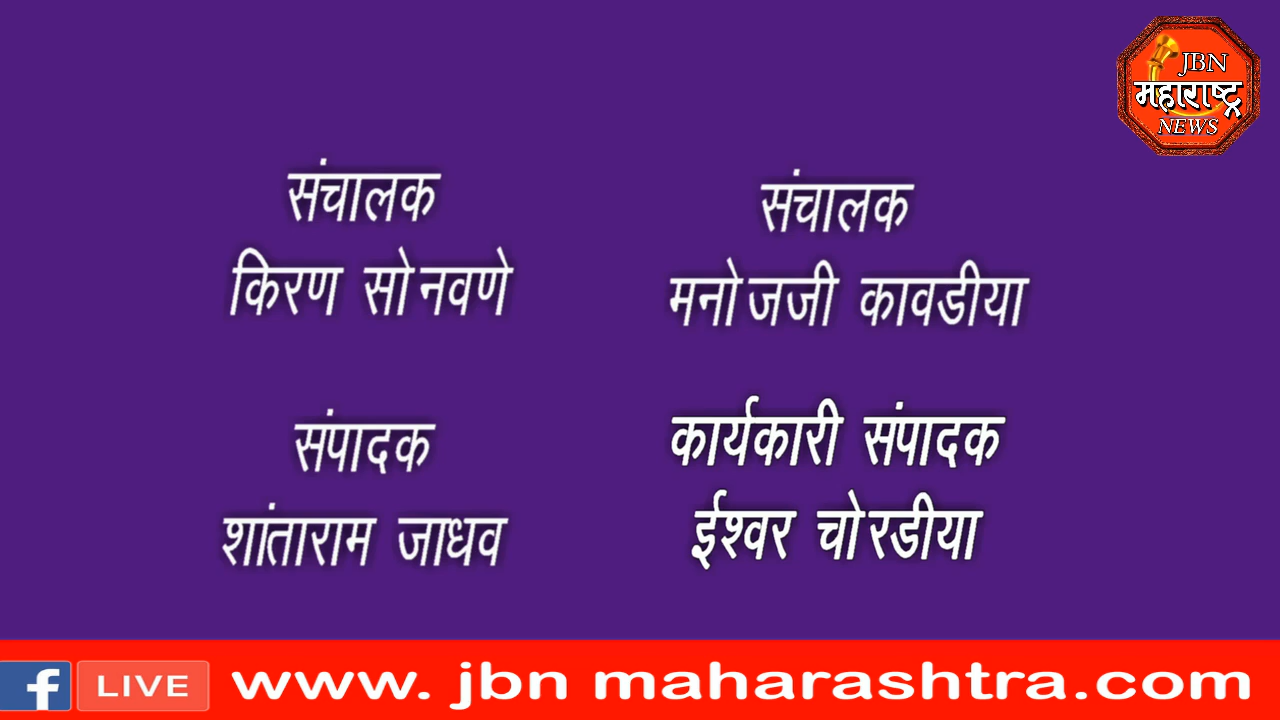 JBN
महाराष्ट्र
NEWS
संचालक
किरण सोनवणे
संचालक
मनोजजी कावडीया
संपादक
शांताराम जाधव
कार्यकारी संपादक
ईश्वर चोरडीया
f LIVE www. jbn maharashtra.com